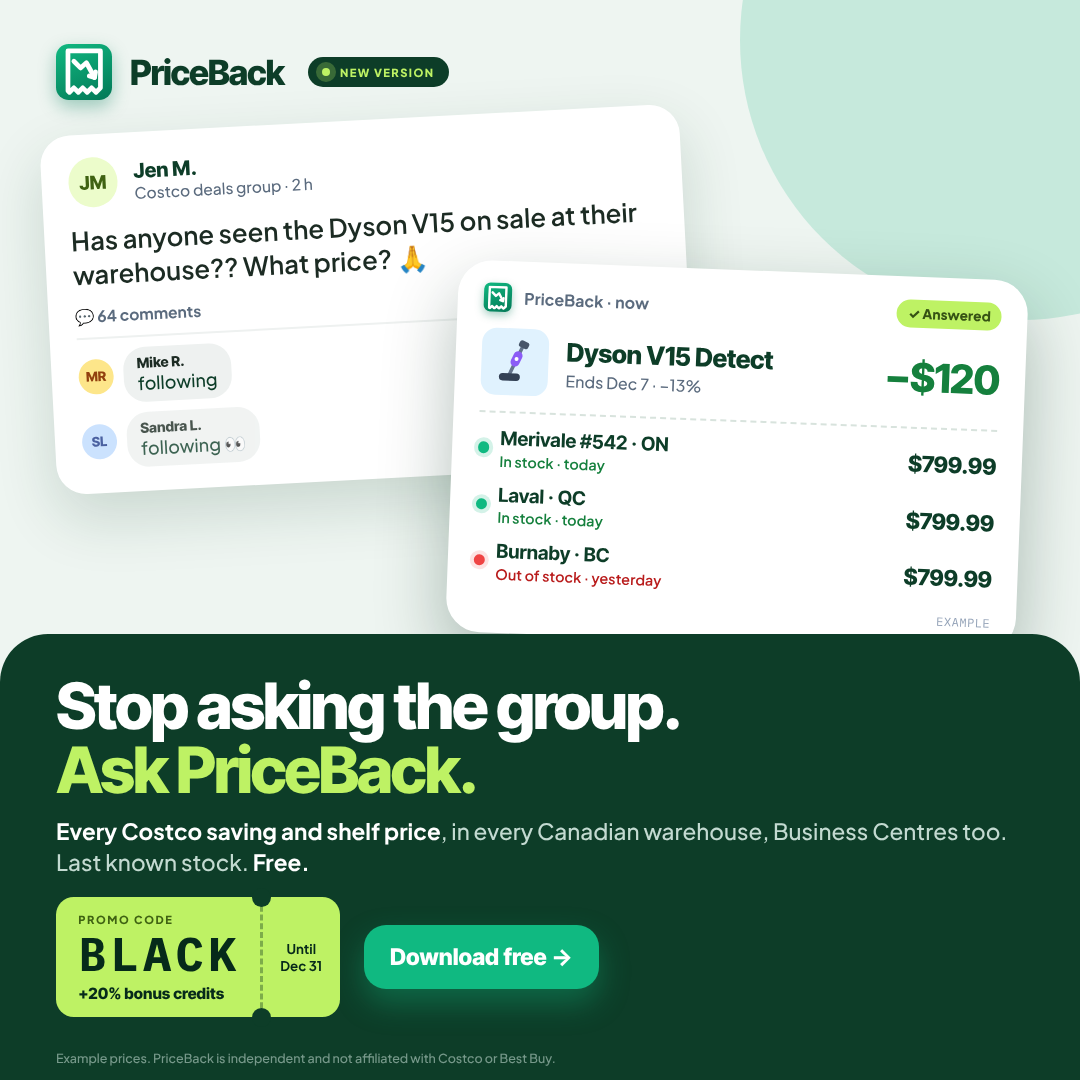 PriceBack
NEW VERSION
JM
Jen M.
Costco deals group · 2 h
Has anyone seen the Dyson V15 on sale at their
warehouse?? What price? 🙏
💬 64 comments
MR
Mike R.
following
SL
Sandra L.
following 👀
PriceBack · now
✓ Answered
Dyson V15 Detect
Ends Dec 7 · −13%
−$120
Merivale #542 · ON
In stock · today
$799.99
Laval · QC
In stock · today
$799.99
Burnaby · BC
Out of stock · yesterday
$799.99
EXAMPLE
Stop asking the group.
Ask PriceBack.
Every Costco saving and shelf price, in every Canadian warehouse, Business Centres too.
Last known stock. Free.
PROMO CODE
BLACK
+20% bonus credits
Until
Dec 31
Download free →
Example prices. PriceBack is independent and not affiliated with Costco or Best Buy.